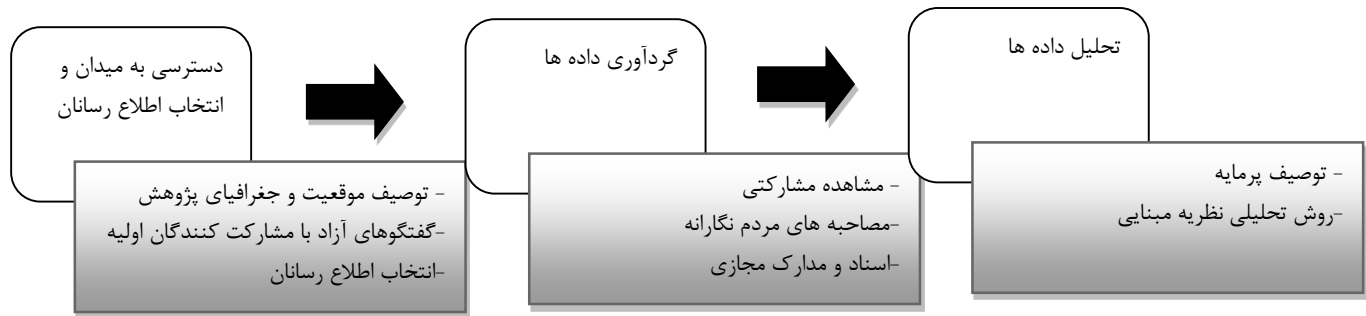 دسترسی به میدان و
انتخاب اطلاع رسانان
- توصیف موقعیت و جغرافیای پژوهش
-گفتگوهای آزاد با مشارکت کنندگان اولیه
-انتخاب اطلاع رسانان
گردآوری داده ها
- مشاهده مشارکتی
-مصاحبه های مردم نگارانه
-اسناد و مدارک مجازی
تحلیل داده ها
- توصیف پرمایه
-روش تحلیلی نظریه مبنایی